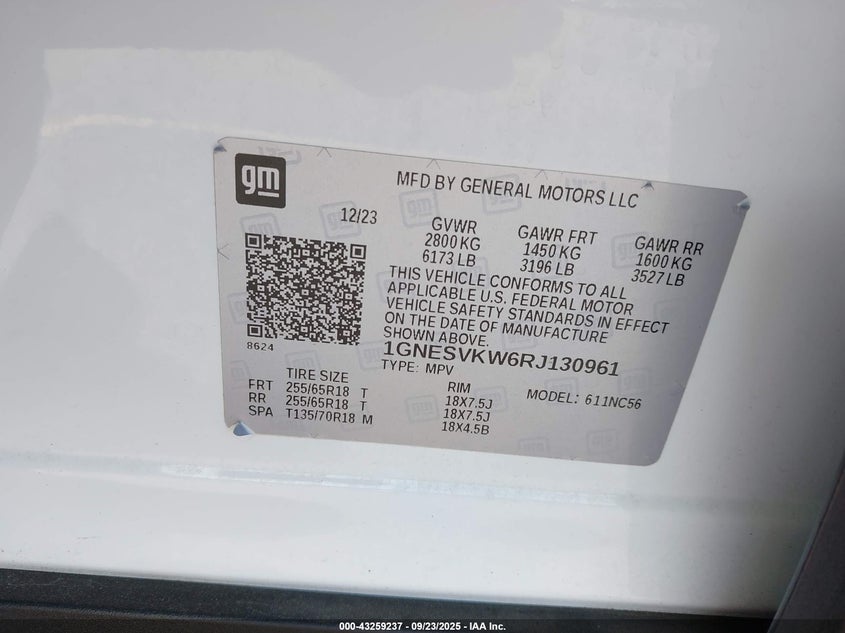 gm
MFD BY GENERAL MOTORS LLC
12/23
GVWR
2800 KG
6173 LB
GAWR FRT
1450 KG
3196 LB
GAWR RR
1600 KG
3527 LB
THIS VEHICLE CONFORMS TO ALL
APPLICABLE U.S. FEDERAL MOTOR
VEHICLE SAFETY STANDARDS IN EFFECT
ON THE DATE OF MANUFACTURE
SHOWN ABOVE.
8624
1GNESVKW6RJ130961
TYPE: MPV
MODEL: 611NC56
TIRE SIZE
FRT 255/65R18 T
RR 255/65R18 T
SPA T135/70R18 M
RIM
18X7.5J
18X7.5J
18X4.5B
000-43259237 - 09/23/2025 - IAA Inc.